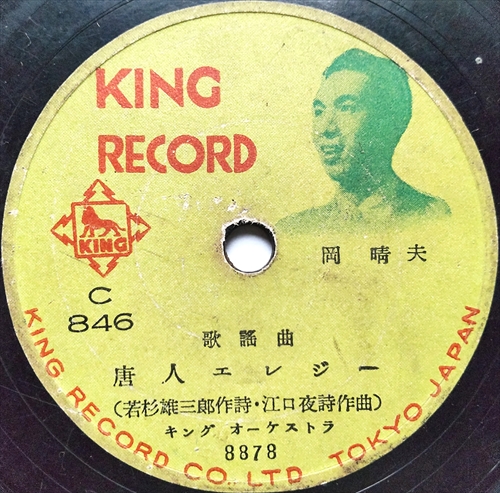 KING
RECORD
KING
岡晴夫
C
846
歌謡曲
唐人エレジー
(若杉雄三郎作詩・江口夜詩作曲)
キング オーケストラ
8878
KING RECORD CO. LTD. TOKYO JAPAN